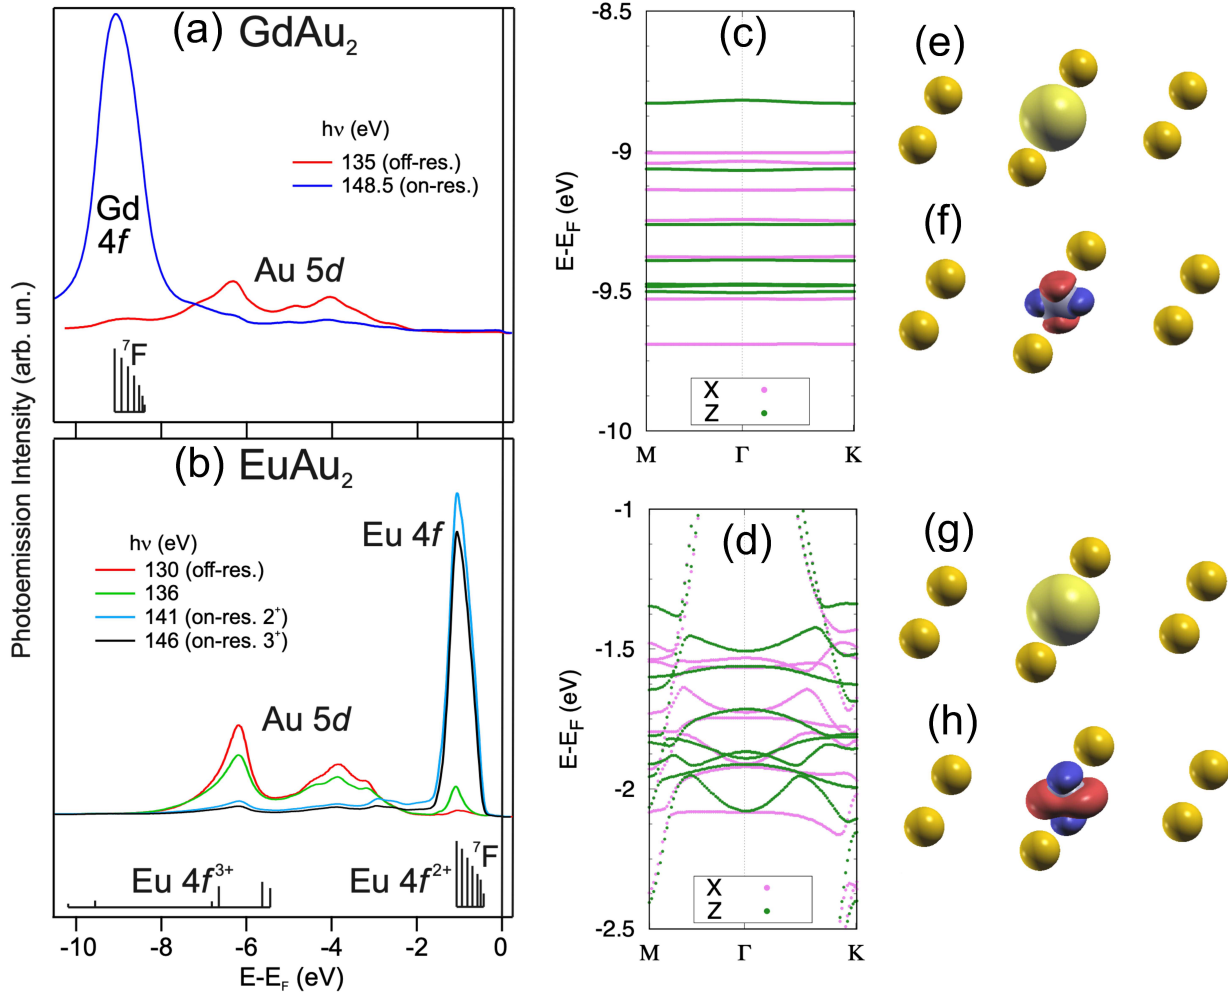 Photoemission Intensity (arb. un.)
(a) GdAu₂
hν (eV)
135 (off-res.)
148.5 (on-res.)
Gd
4f
Au 5d
⁷F
(b) EuAu₂
Eu 4f
hν (eV)
130 (off-res.)
136
141 (on-res. 2⁺)
146 (on-res. 3⁺)
Au 5d
Eu 4f³⁺
Eu 4f²⁺
⁷F
-10 -8 -6 -4 -2 0
E-E_F (eV)
(c)
-8.5
-9
-9.5
-10
E-E_F (eV)
X
Z
M Γ K
(d)
-1
-1.5
-2
-2.5
E-E_F (eV)
X
Z
M Γ K
(e)
(f)
(g)
(h)